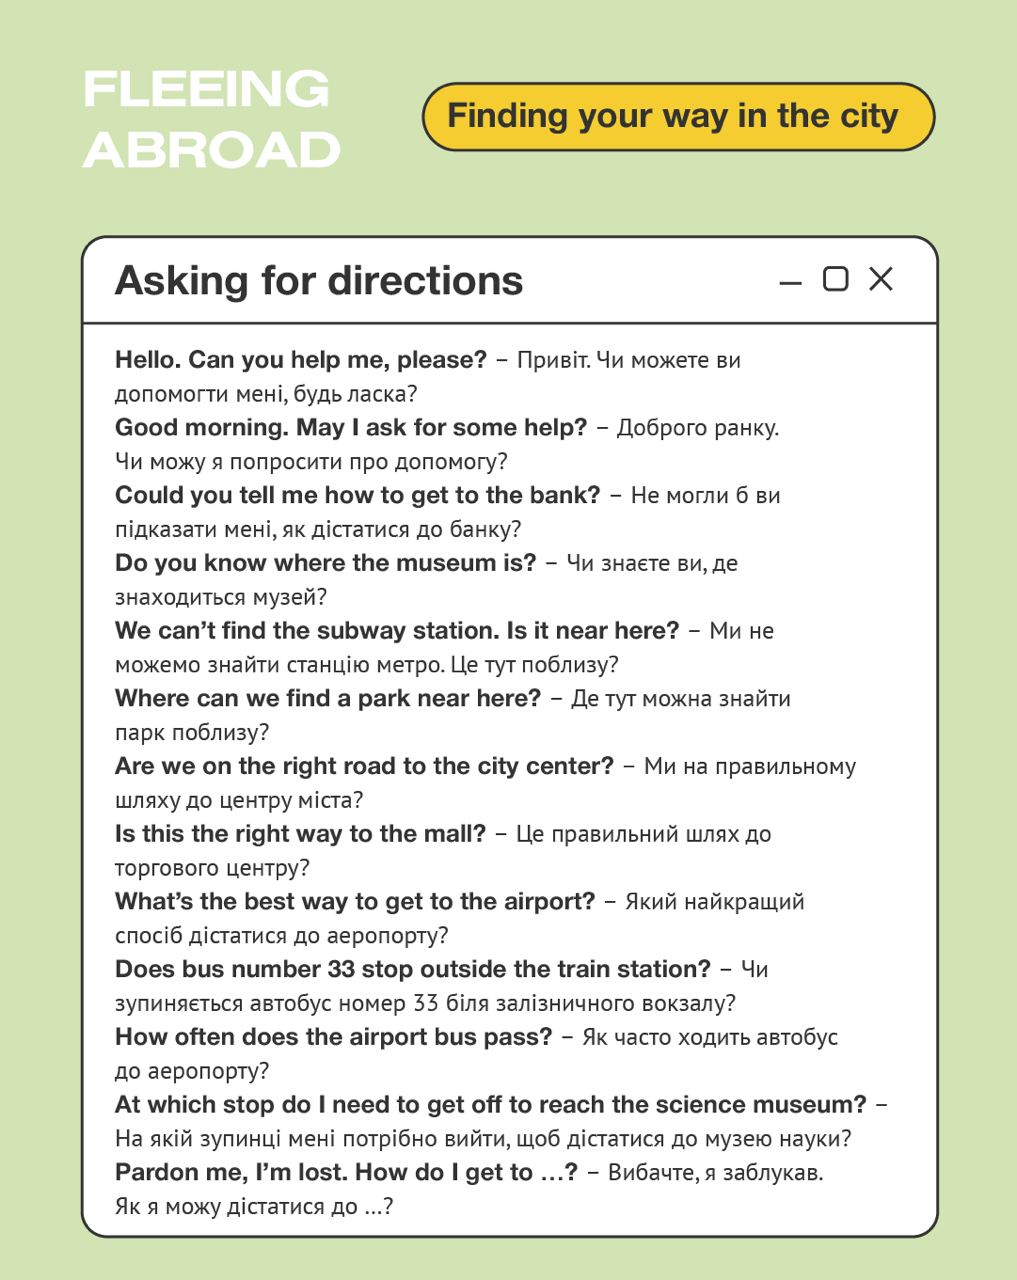 FLEEING
ABROAD
Finding your way in the city
Asking for directions
Hello. Can you help me, please? – Привіт. Чи можете ви
допомогти мені, будь ласка?
Good morning. May I ask for some help? – Доброго ранку.
Чи можу я попросити про допомогу?
Could you tell me how to get to the bank? – Не могли б ви
підказати мені, як дістатися до банку?
Do you know where the museum is? – Чи знаєте ви, де
знаходиться музей?
We can’t find the subway station. Is it near here? – Ми не
можемо знайти станцію метро. Це тут поблизу?
Where can we find a park near here? – Де тут можна знайти
парк поблизу?
Are we on the right road to the city center? – Ми на правильному
шляху до центру міста?
Is this the right way to the mall? – Це правильний шлях до
торгового центру?
What’s the best way to get to the airport? – Який найкращий
спосіб дістатися до аеропорту?
Does bus number 33 stop outside the train station? – Чи
зупиняється автобус номер 33 біля залізничного вокзалу?
How often does the airport bus pass? – Як часто ходить автобус
до аеропорту?
At which stop do I need to get off to reach the science museum? –
На якій зупинці мені потрібно вийти, щоб дістатися до музею науки?
Pardon me, I’m lost. How do I get to …? – Вибачте, я заблукав.
Як я можу дістатися до …?